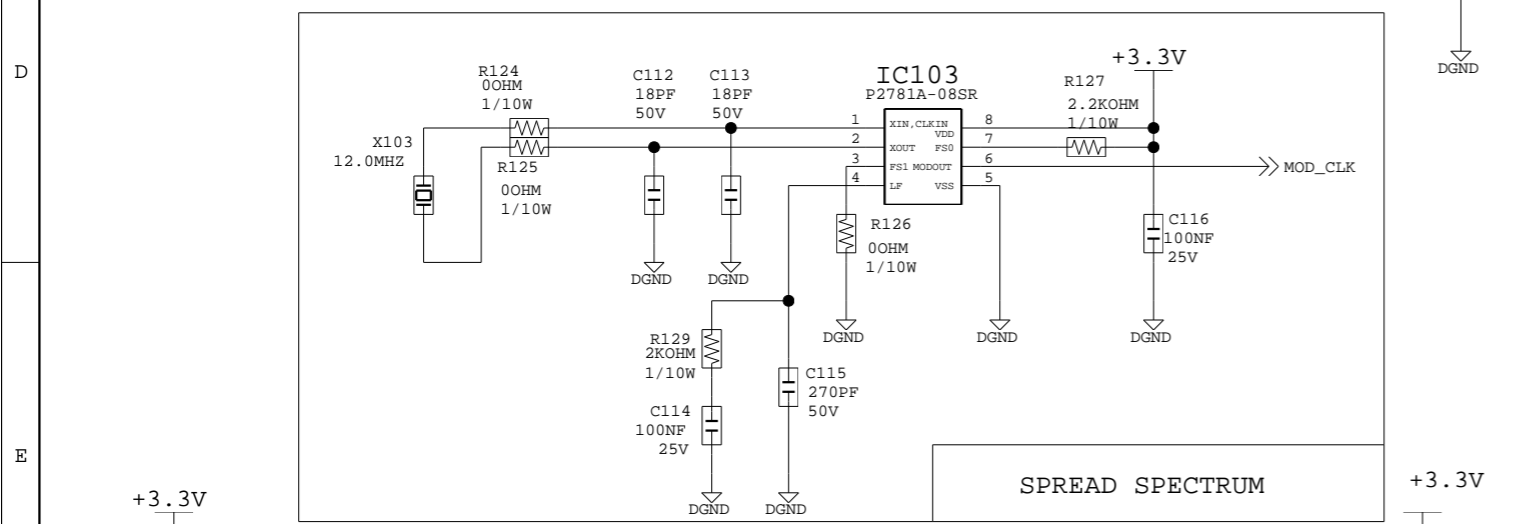 D
E
DGND
+3.3V
+3.3V
X103
12.0MHZ
R124
0OHM
1/10W
R125
0OHM
1/10W
C112
18PF
50V
C113
18PF
50V
IC103
P2781A-08SR
1
2
3
4
XIN,CLKIN
VDD
XOUT FS0
FS1 MODOUT
LF VSS
8
7
6
5
R127
2.2KOHM
1/10W
+3.3V
MOD_CLK
DGND
DGND
R126
0OHM
1/10W
DGND
DGND
C116
100NF
25V
DGND
R129
2KOHM
1/10W
C114
100NF
25V
DGND
C115
270PF
50V
DGND
SPREAD SPECTRUM